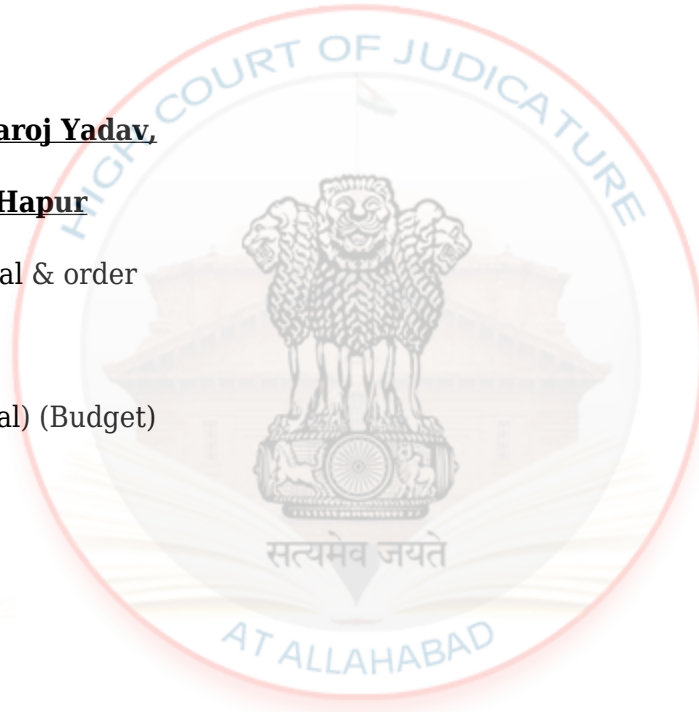 HIGH COURT OF JUDICATURE
aroj Yadav,
Hapur
al & order
al) (Budget)
सत्यमेव जयते
AT ALLAHABAD